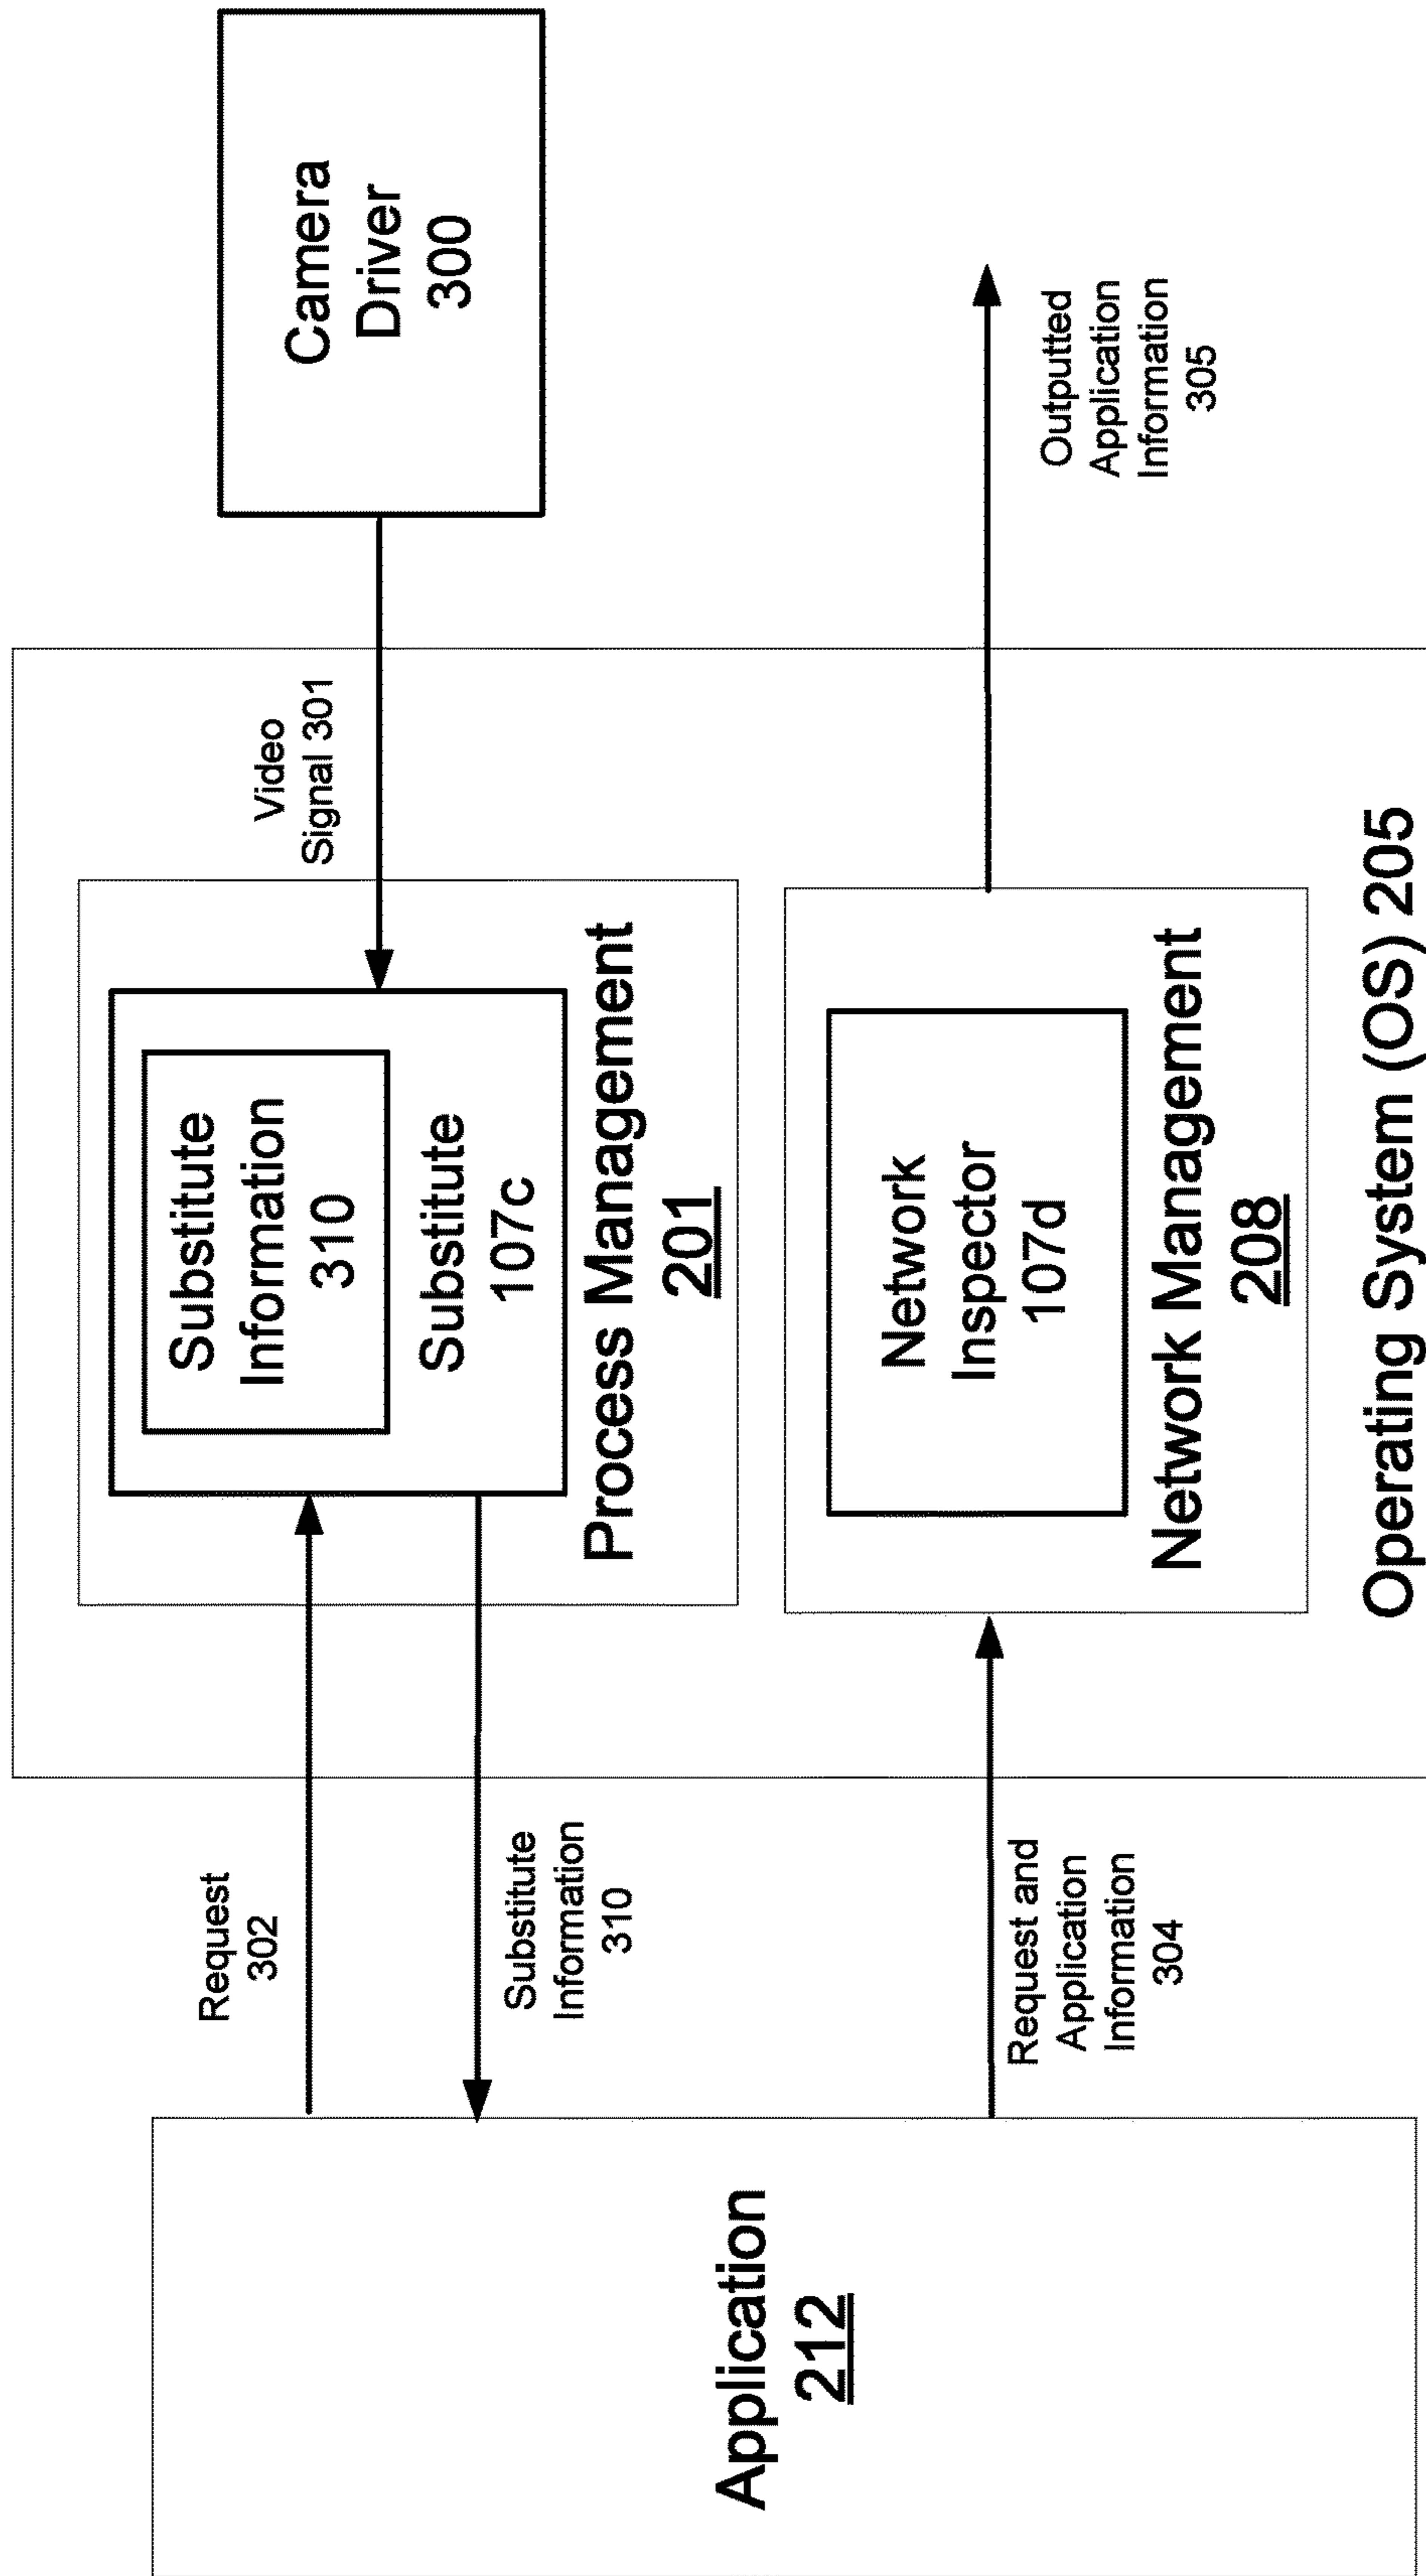 Application
212
Request
302
Substitute
Information
310
Request and
Application
Information
304
Substitute
Information
310
Substitute
107c
Process Management
201
Network
Inspector
107d
Network Management
208
Operating System (OS) 205
Video
Signal 301
Camera
Driver
300
Outputted
Application
Information
305